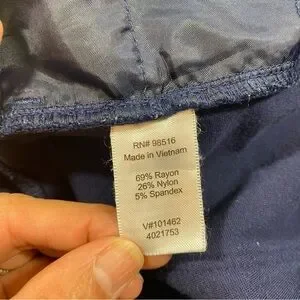 RN# 98516
Made in Vietnam
69% Rayon
26% Nylon
5% Spandex
V#101462
4021753